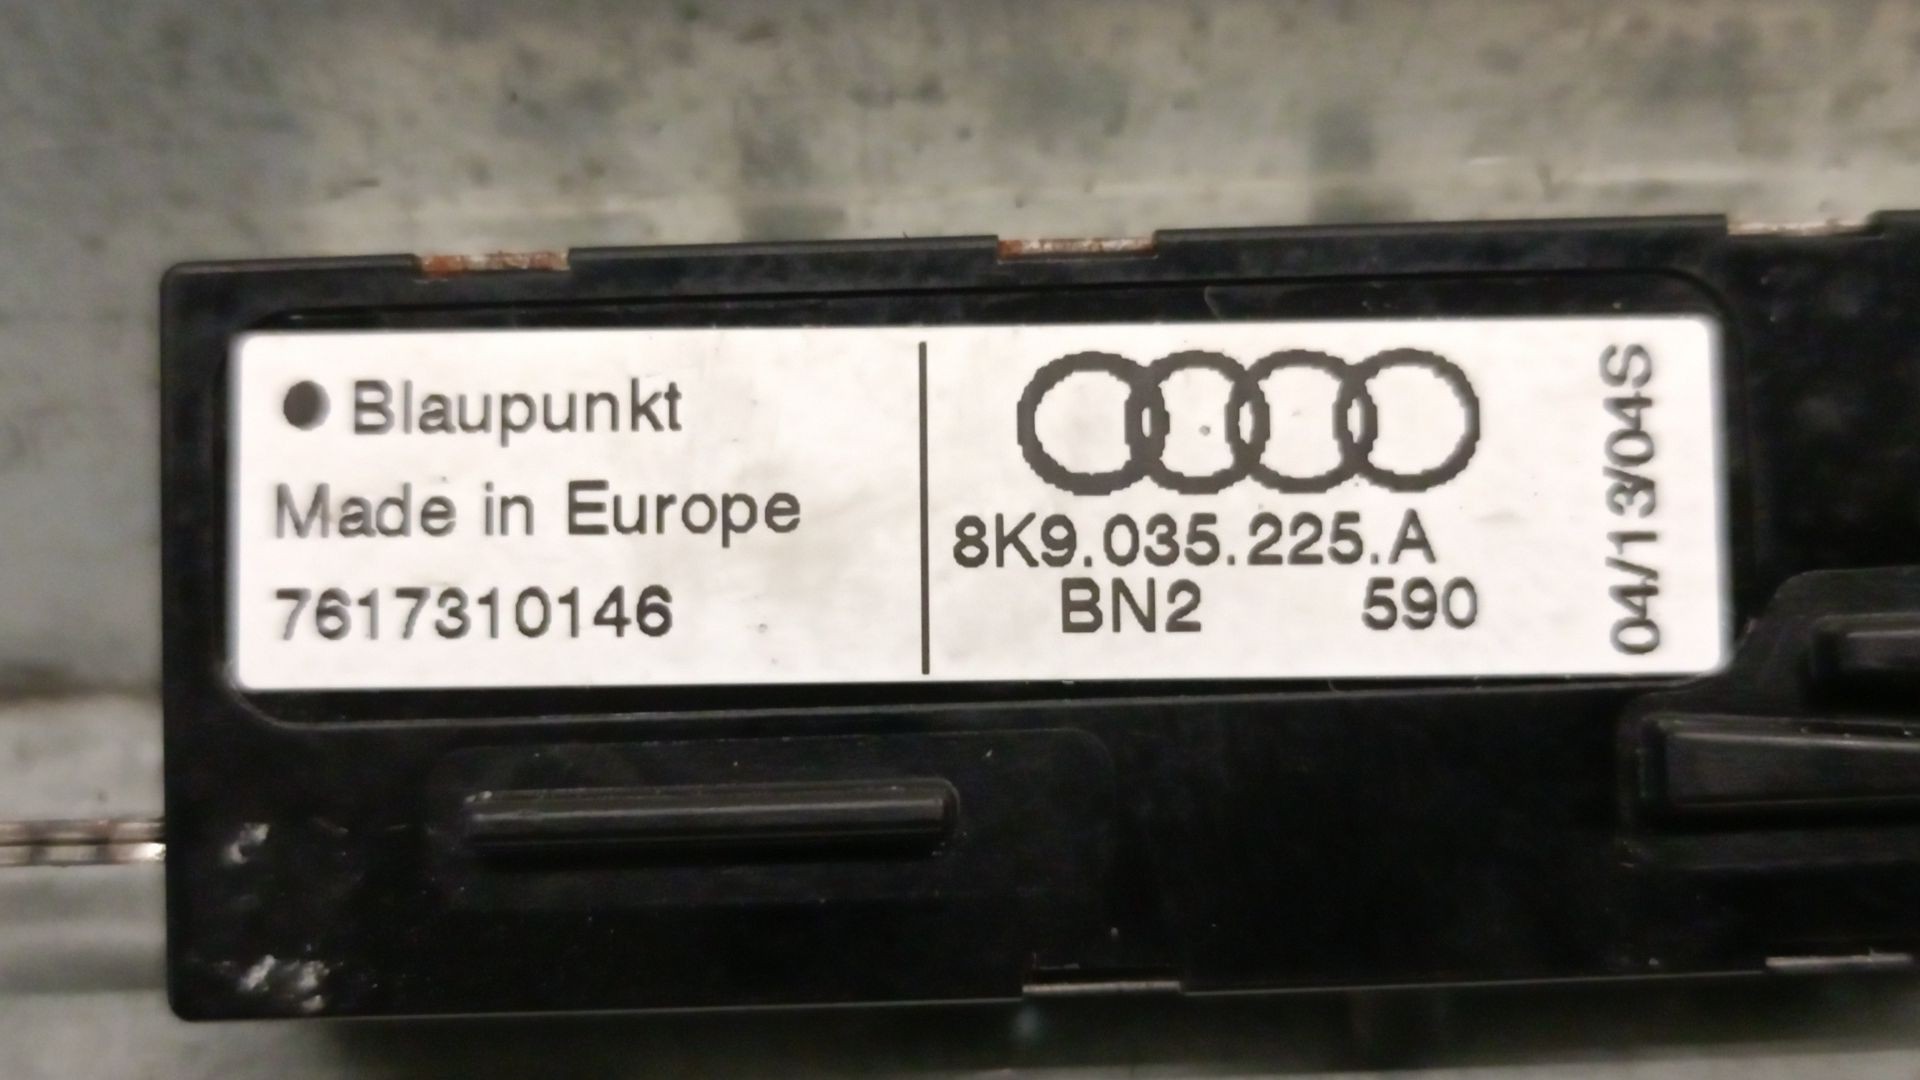 Blaupunkt
Made in Europe
7617310146
8K9.035.225.A
BN2 590
04/13/04S